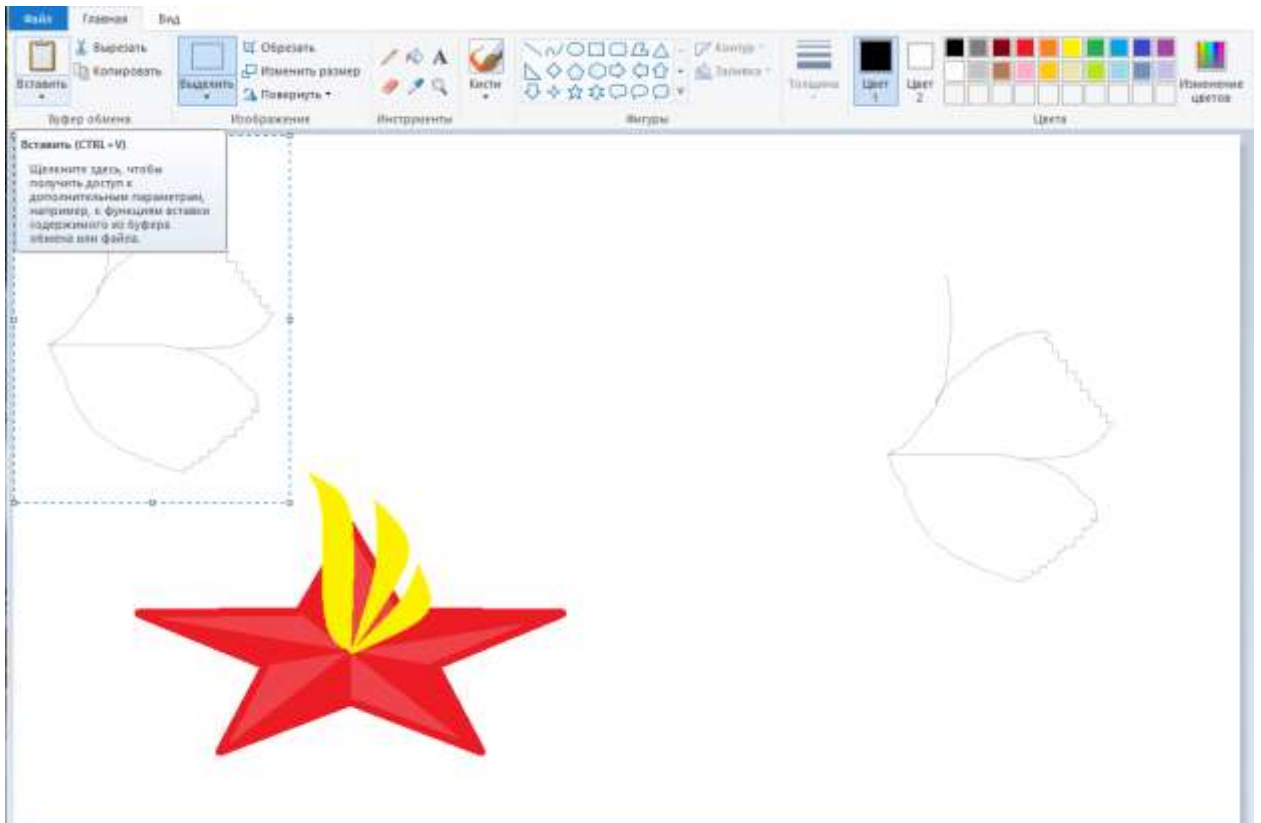 Файл Главная Вид
Вставить
Вырезать
Копировать
Буфер обмена
Выделить
Обрезать
Изменить размер
Повернуть
Изображение
A
Инструменты
Кисти
Контур
Заливка
Фигуры
Толщина
Цвет 1
Цвет 2
Изменение цветов
Цвета
Вставить (CTRL+V)
Щелкните здесь, чтобы
получить доступ к
дополнительным параметрам,
например, к функциям вставки
содержимого из буфера
обмена или файла.